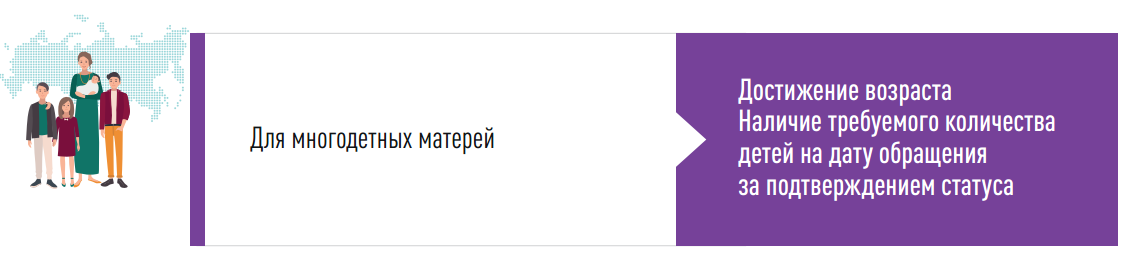 Для многодетных матерей
Достижение возраста
Наличие требуемого количества
детей на дату обращения
за подтверждением статуса